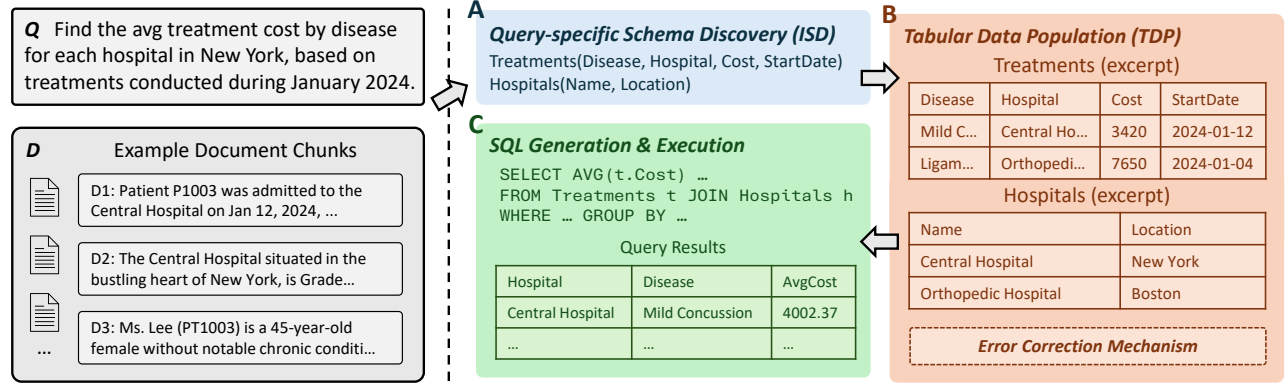 Q Find the avg treatment cost by disease
for each hospital in New York, based on
treatments conducted during January 2024.
D Example Document Chunks
D1: Patient P1003 was admitted to the
Central Hospital on Jan 12, 2024, ...
D2: The Central Hospital situated in the
bustling heart of New York, is Grade…
D3: Ms. Lee (PT1003) is a 45-year-old
female without notable chronic conditi…
...
A
Query-specific Schema Discovery (ISD)
Treatments(Disease, Hospital, Cost, StartDate)
Hospitals(Name, Location)
B
Tabular Data Population (TDP)
Treatments (excerpt)
Disease Hospital Cost StartDate
Mild C… Central Ho… 3420 2024-01-12
Ligam… Orthopedi… 7650 2024-01-04
Hospitals (excerpt)
Name Location
Central Hospital New York
Orthopedic Hospital Boston
Error Correction Mechanism
C
SQL Generation & Execution
SELECT AVG(t.Cost) …
FROM Treatments t JOIN Hospitals h
WHERE … GROUP BY …
Query Results
Hospital Disease AvgCost
Central Hospital Mild Concussion 4002.37
… … …